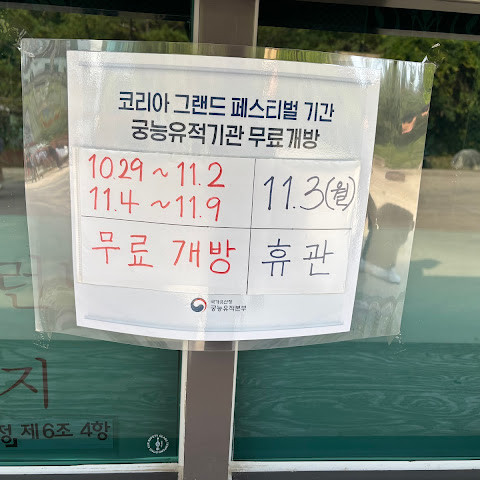 코리아 그랜드 페스티벌 기간
궁능유적기관 무료개방
10.29 ~ 11.2
11.4 ~ 11.9
11.3(월)
무료 개방
휴관
국가유산청
궁능유적본부
지
제6조 4항